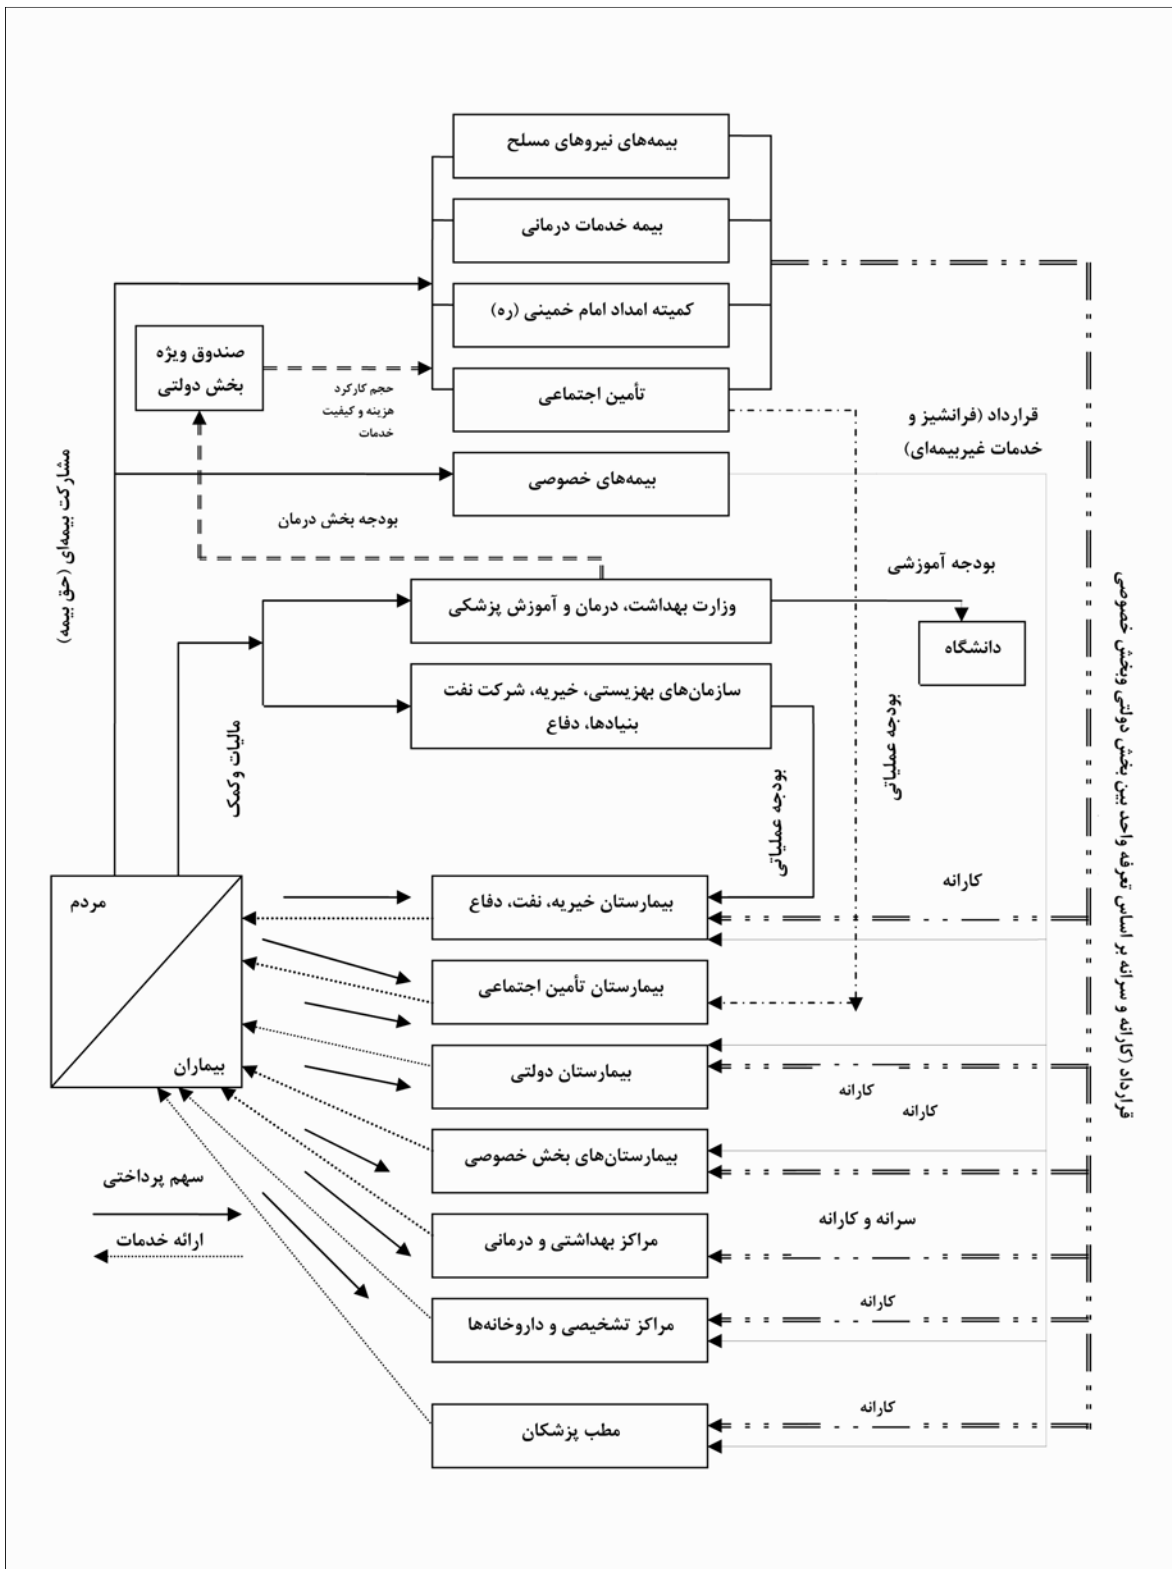 بیمه‌های نیروهای مسلح
بیمه خدمات درمانی
کمیته امداد امام خمینی (ره)
تأمین اجتماعی
بیمه‌های خصوصی
صندوق ویژه
بخش دولتی
حجم کارکرد
هزینه و کیفیت
خدمات
قرارداد (فرانشیز و
خدمات غیربیمه‌ای)
بودجه بخش درمان
مشارکت بیمه‌ای (حق بیمه)
بودجه آموزشی
وزارت بهداشت، درمان و آموزش پزشکی
دانشگاه
سازمان‌های بهزیستی، خیریه، شرکت نفت
بنیادها، دفاع
مالیات وکمک
بودجه عملیاتی
بودجه عملیاتی
قرارداد (کارانه و سرانه بر اساس تعرفه واحد بین بخش دولتی وبخش خصوصی
مردم
بیماران
بیمارستان خیریه، نفت، دفاع
کارانه
بیمارستان تأمین اجتماعی
بیمارستان دولتی
کارانه
کارانه
بیمارستان‌های بخش خصوصی
سهم پرداختی
ارائه خدمات
مراکز بهداشتی و درمانی
سرانه و کارانه
مراکز تشخیصی و داروخانه‌ها
کارانه
مطب پزشکان
کارانه